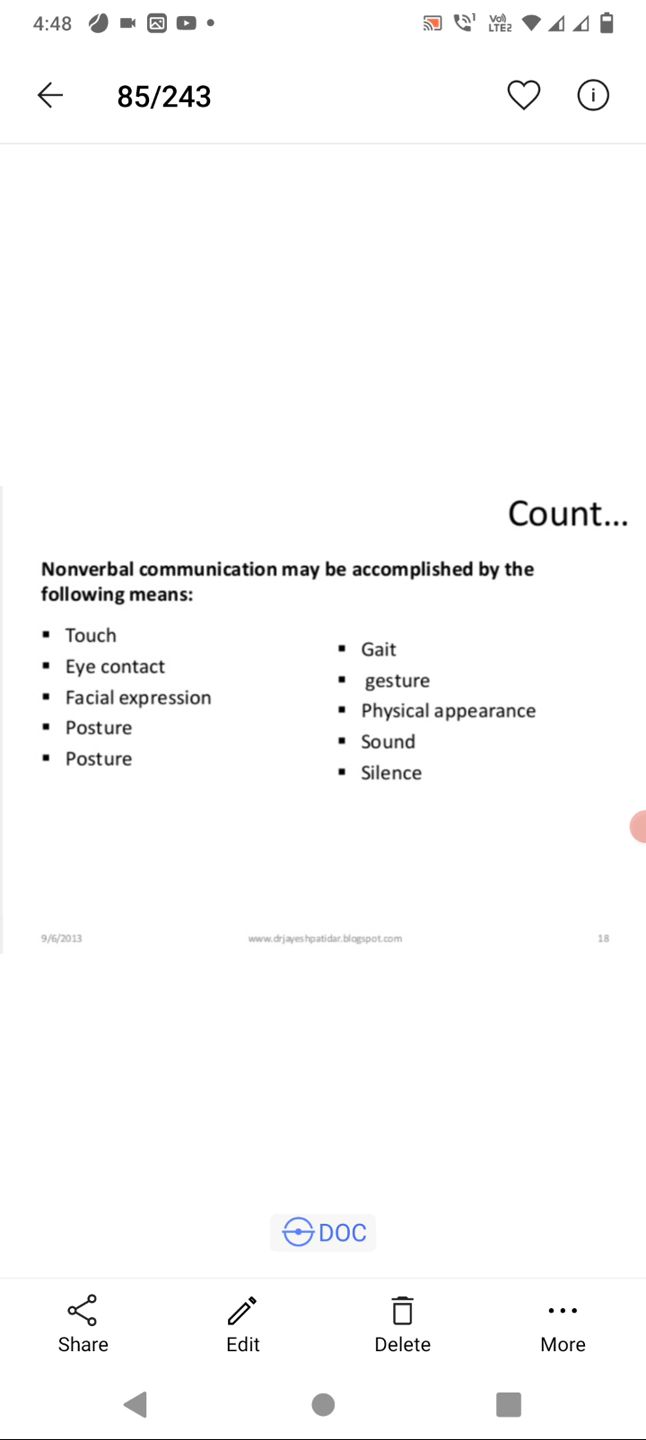 4:48
Vo)) LTE2
85/243
Count...
Nonverbal communication may be accomplished by the
following means:
▪ Touch
▪ Eye contact
▪ Facial expression
▪ Posture
▪ Posture
▪ Gait
▪ gesture
▪ Physical appearance
▪ Sound
▪ Silence
9/6/2013 www.drjayeshpatidar.blogspot.com 18
DOC
Share Edit Delete More